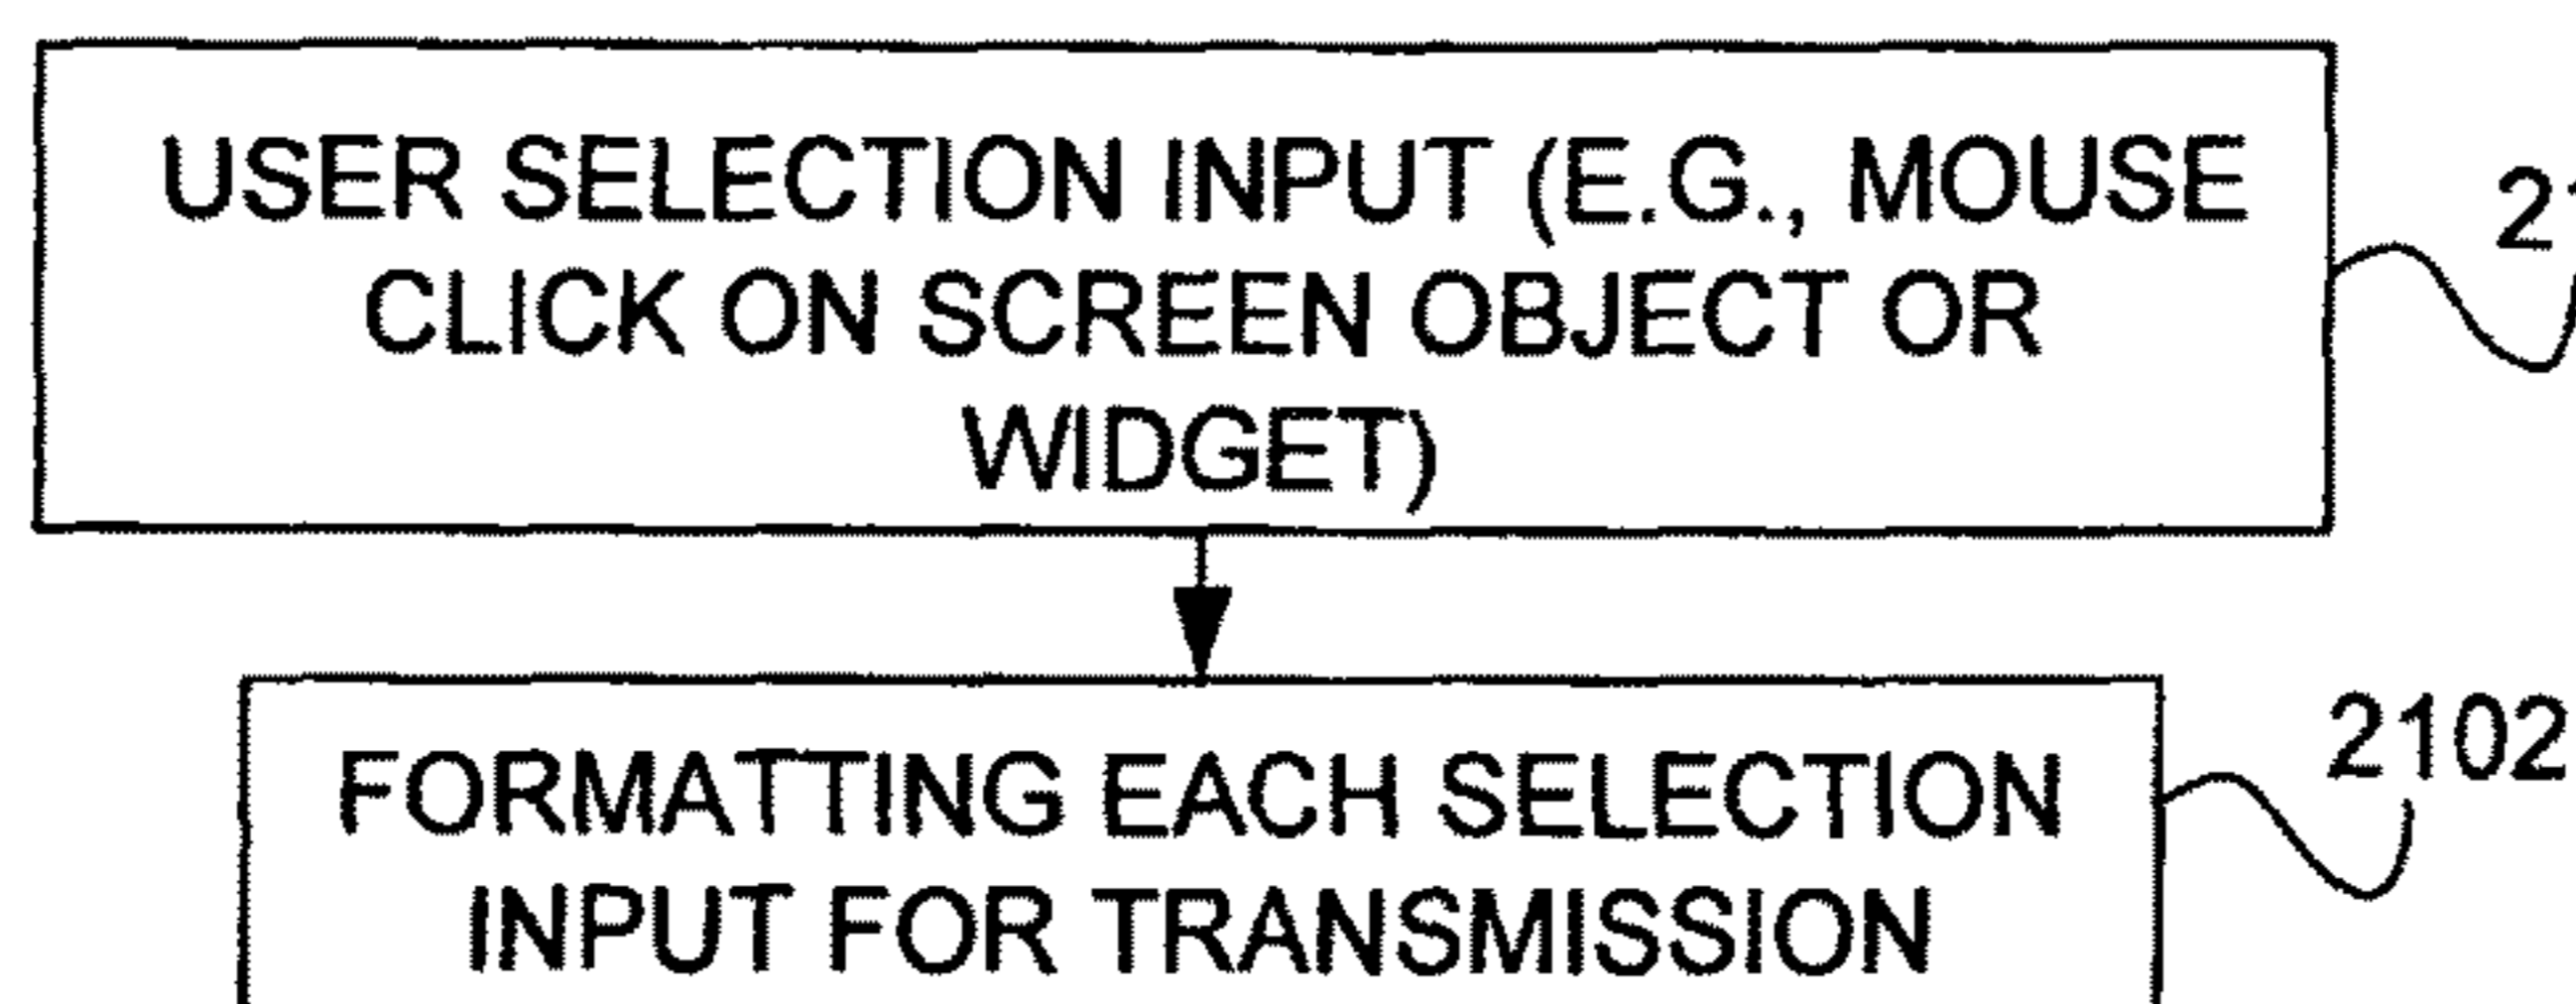 USER SELECTION INPUT (E.G., MOUSE
CLICK ON SCREEN OBJECT OR
WIDGET)
FORMATTING EACH SELECTION
INPUT FOR TRANSMISSION
2102